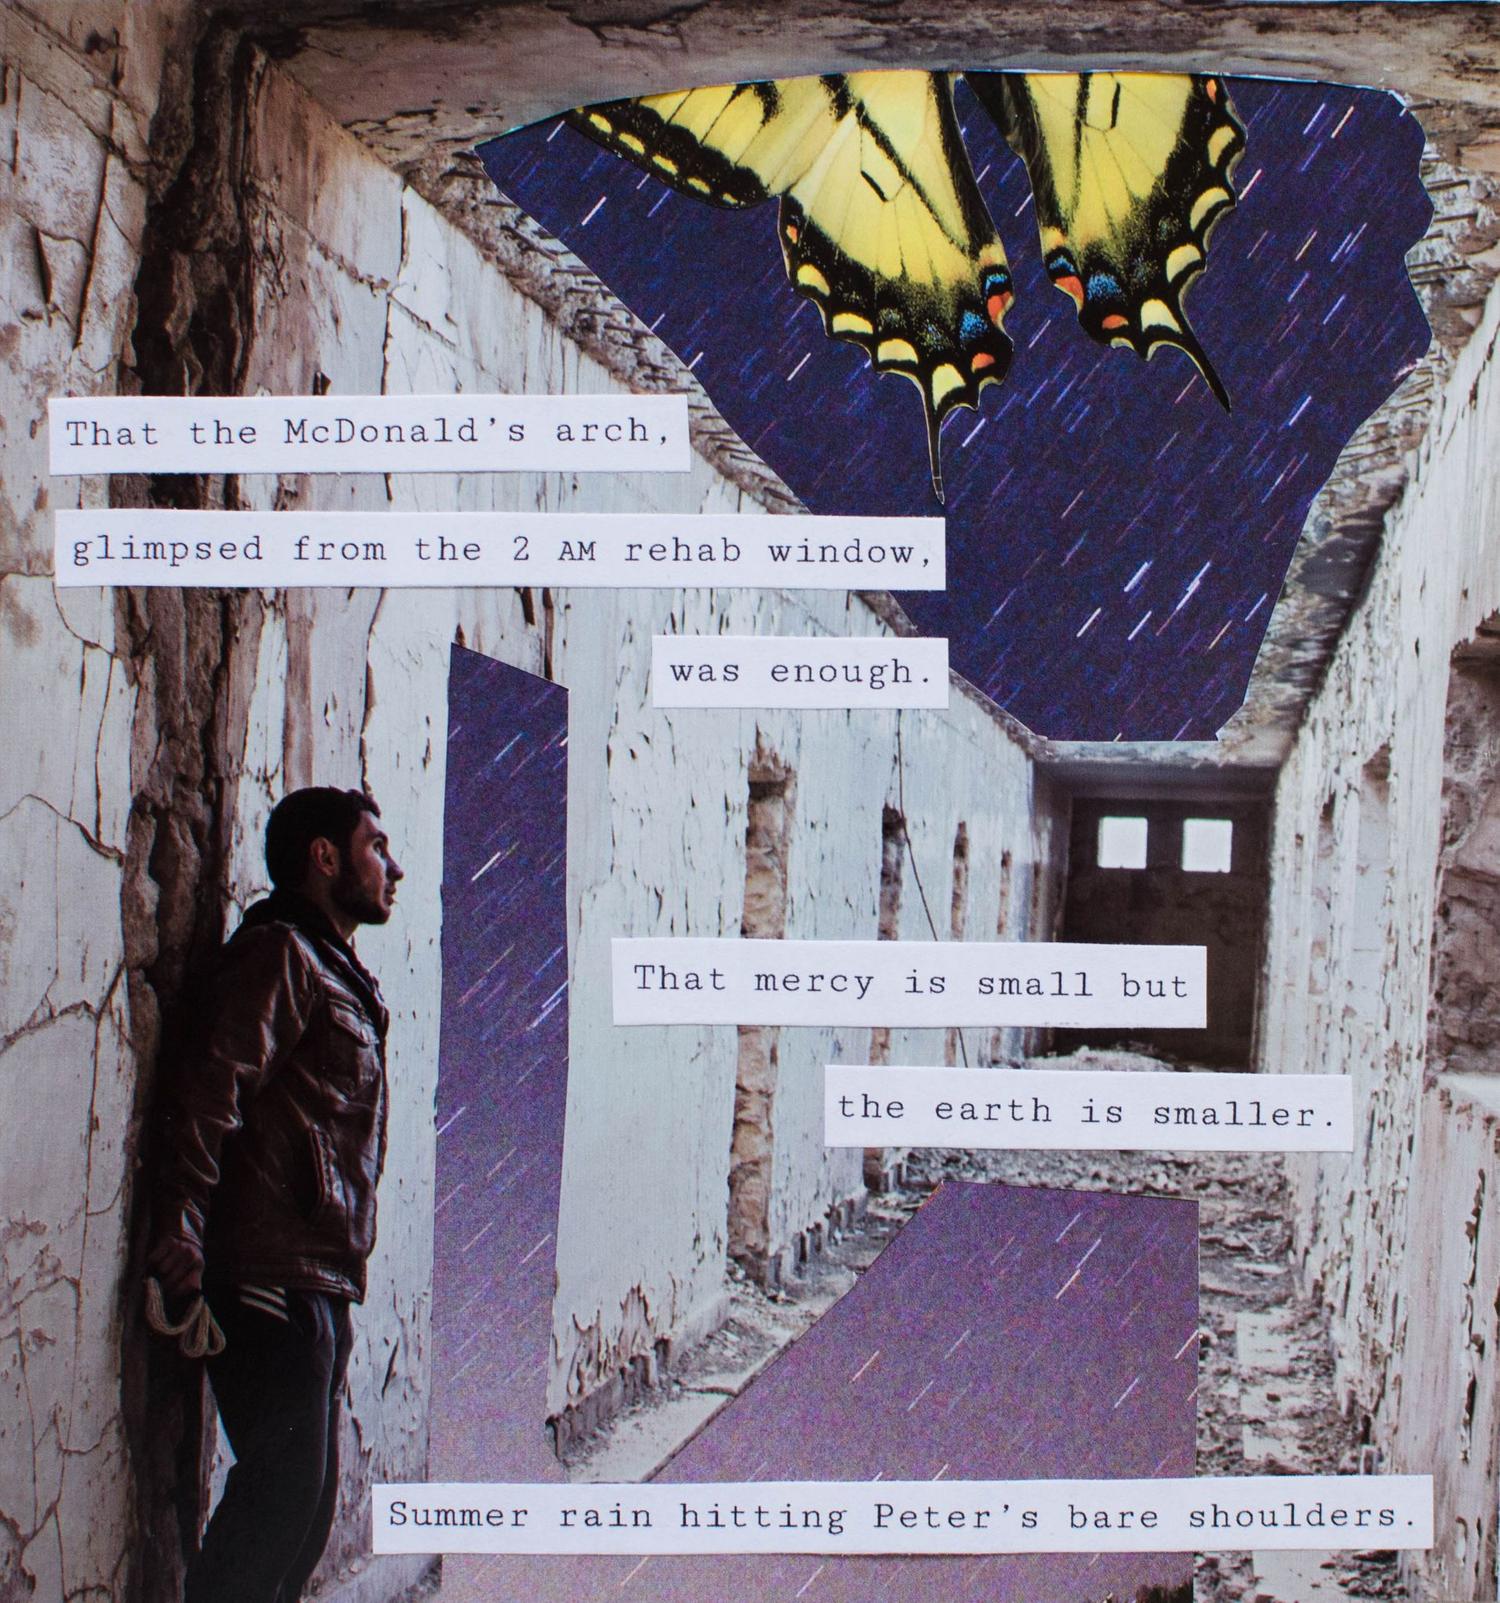 That the McDonald's arch,
glimpsed from the 2 AM rehab window,
was enough.
That mercy is small but
the earth is smaller.
Summer rain hitting Peter's bare shoulders.